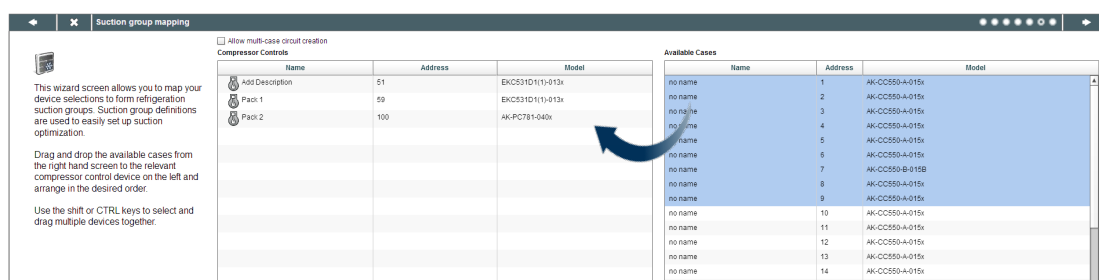 Suction group mapping
This wizard screen allows you to map your
device selections to form refrigeration
suction groups. Suction group definitions
are used to easily set up suction
optimization.
Drag and drop the available cases from
the right hand screen to the relevant
compressor control device on the left and
arrange in the desired order.
Use the shift or CTRL keys to select and
drag multiple devices together.
Allow multi-case circuit creation
Compressor Controls
Name Address Model
Add Description 51 EKC531D1(1)-013x
Pack 1 59 EKC531D1(1)-013x
Pack 2 100 AK-PC781-040x
Available Cases
Name Address Model
no name 1 AK-CC550-A-015x
no name 2 AK-CC550-A-015x
no name 3 AK-CC550-A-015x
no name 4 AK-CC550-A-015x
no name 5 AK-CC550-A-015x
no name 6 AK-CC550-A-015x
no name 7 AK-CC550-B-015B
no name 8 AK-CC550-A-015x
no name 9 AK-CC550-A-015x
no name 10 AK-CC550-A-015x
no name 11 AK-CC550-A-015x
no name 12 AK-CC550-A-015x
no name 13 AK-CC550-A-015x
no name 14 AK-CC550-A-015x